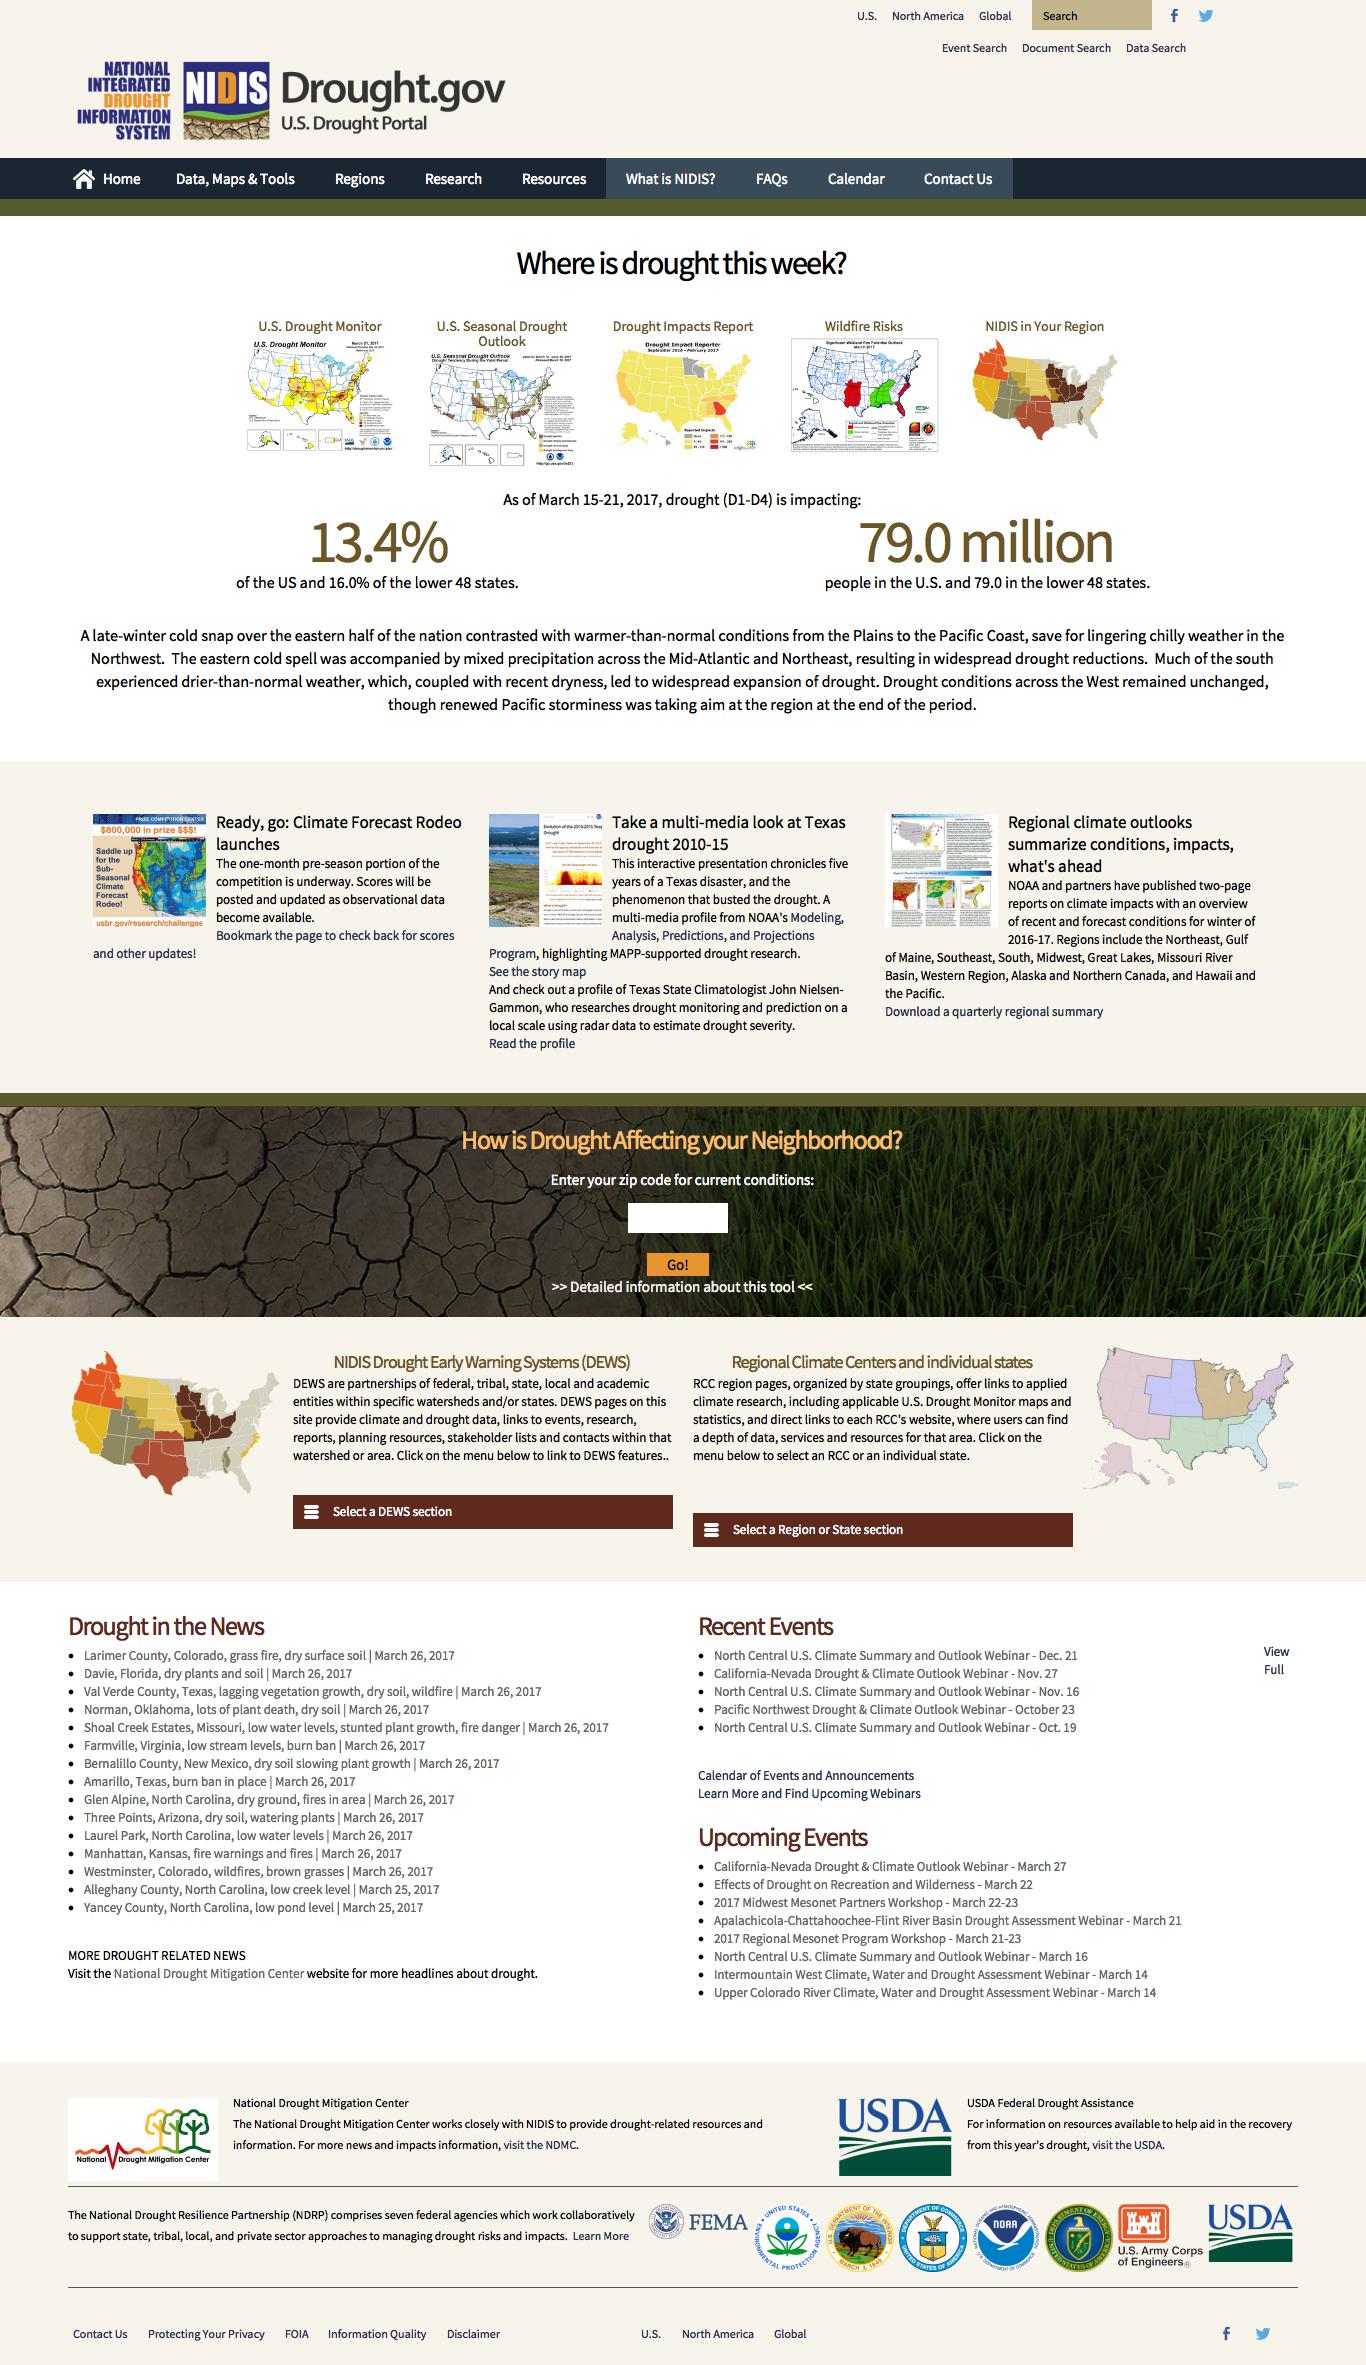 U.S. North America Global Search
Event Search Document Search Data Search
NATIONAL
INTEGRATED
DROUGHT
INFORMATION
SYSTEM
NIDIS
Drought.gov
U.S. Drought Portal
Home Data, Maps & Tools Regions Research Resources What is NIDIS? FAQs Calendar Contact Us
Where is drought this week?
U.S. Drought Monitor
U.S. Seasonal Drought
Outlook
Drought Impacts Report
Wildfire Risks
NIDIS in Your Region
U.S. Drought Monitor
March 21, 2017
U.S. Seasonal Drought Outlook
Drought Tendency During the Valid Period
Drought Impact Reporter
September 2016 - February 2017
Significant Wildland Fire Potential Outlook
March 2017
As of March 15-21, 2017, drought (D1-D4) is impacting:
13.4%
of the US and 16.0% of the lower 48 states.
79.0 million
people in the U.S. and 79.0 in the lower 48 states.
A late-winter cold snap over the eastern half of the nation contrasted with warmer-than-normal conditions from the Plains to the Pacific Coast, save for lingering chilly weather in the
Northwest.  The eastern cold spell was accompanied by mixed precipitation across the Mid-Atlantic and Northeast, resulting in widespread drought reductions.  Much of the south
experienced drier-than-normal weather, which, coupled with recent dryness, led to widespread expansion of drought. Drought conditions across the West remained unchanged,
though renewed Pacific storminess was taking aim at the region at the end of the period.
PRIZE COMPETITION CENTER
$800,000 in prize $$$!
Saddle up
for the
Sub-
Seasonal
Climate
Forecast
Rodeo!
usbr.gov/research/challenges
Ready, go: Climate Forecast Rodeo
launches
The one-month pre-season portion of the
competition is underway. Scores will be
posted and updated as observational data
become available.
Bookmark the page to check back for scores
and other updates!
Take a multi-media look at Texas
drought 2010-15
This interactive presentation chronicles five
years of a Texas disaster, and the
phenomenon that busted the drought. A
multi-media profile from NOAA's Modeling,
Analysis, Predictions, and Projections
Program, highlighting MAPP-supported drought research.
See the story map
And check out a profile of Texas State Climatologist John Nielsen-
Gammon, who researches drought monitoring and prediction on a
local scale using radar data to estimate drought severity.
Read the profile
Regional climate outlooks
summarize conditions, impacts,
what's ahead
NOAA and partners have published two-page
reports on climate impacts with an overview
of recent and forecast conditions for winter of
2016-17. Regions include the Northeast, Gulf
of Maine, Southeast, South, Midwest, Great Lakes, Missouri River
Basin, Western Region, Alaska and Northern Canada, and Hawaii and
the Pacific.
Download a quarterly regional summary
How is Drought Affecting your Neighborhood?
Enter your zip code for current conditions:
Go!
>> Detailed information about this tool <<
NIDIS Drought Early Warning Systems (DEWS)
DEWS are partnerships of federal, tribal, state, local and academic
entities within specific watersheds and/or states. DEWS pages on this
site provide climate and drought data, links to events, research,
reports, planning resources, stakeholder lists and contacts within that
watershed or area. Click on the menu below to link to DEWS features..
Select a DEWS section
Regional Climate Centers and individual states
RCC region pages, organized by state groupings, offer links to applied
climate research, including applicable U.S. Drought Monitor maps and
statistics, and direct links to each RCC's website, where users can find
a depth of data, services and resources for that area. Click on the
menu below to select an RCC or an individual state.
Select a Region or State section
Drought in the News
Larimer County, Colorado, grass fire, dry surface soil | March 26, 2017
Davie, Florida, dry plants and soil | March 26, 2017
Val Verde County, Texas, lagging vegetation growth, dry soil, wildfire | March 26, 2017
Norman, Oklahoma, lots of plant death, dry soil | March 26, 2017
Shoal Creek Estates, Missouri, low water levels, stunted plant growth, fire danger | March 26, 2017
Farmville, Virginia, low stream levels, burn ban | March 26, 2017
Bernalillo County, New Mexico, dry soil slowing plant growth | March 26, 2017
Amarillo, Texas, burn ban in place | March 26, 2017
Glen Alpine, North Carolina, dry ground, fires in area | March 26, 2017
Three Points, Arizona, dry soil, watering plants | March 26, 2017
Laurel Park, North Carolina, low water levels | March 26, 2017
Manhattan, Kansas, fire warnings and fires | March 26, 2017
Westminster, Colorado, wildfires, brown grasses | March 26, 2017
Alleghany County, North Carolina, low creek level | March 25, 2017
Yancey County, North Carolina, low pond level | March 25, 2017
MORE DROUGHT RELATED NEWS
Visit the National Drought Mitigation Center website for more headlines about drought.
Recent Events
View
Full
North Central U.S. Climate Summary and Outlook Webinar - Dec. 21
California-Nevada Drought & Climate Outlook Webinar - Nov. 27
North Central U.S. Climate Summary and Outlook Webinar - Nov. 16
Pacific Northwest Drought & Climate Outlook Webinar - October 23
North Central U.S. Climate Summary and Outlook Webinar - Oct. 19
Calendar of Events and Announcements
Learn More and Find Upcoming Webinars
Upcoming Events
California-Nevada Drought & Climate Outlook Webinar - March 27
Effects of Drought on Recreation and Wilderness - March 22
2017 Midwest Mesonet Partners Workshop - March 22-23
Apalachicola-Chattahoochee-Flint River Basin Drought Assessment Webinar - March 21
2017 Regional Mesonet Program Workshop - March 21-23
North Central U.S. Climate Summary and Outlook Webinar - March 16
Intermountain West Climate, Water and Drought Assessment Webinar - March 14
Upper Colorado River Climate, Water and Drought Assessment Webinar - March 14
National Drought Mitigation Center
National Drought Mitigation Center
The National Drought Mitigation Center works closely with NIDIS to provide drought-related resources and
information. For more news and impacts information, visit the NDMC.
USDA
USDA Federal Drought Assistance
For information on resources available to help aid in the recovery
from this year's drought, visit the USDA.
The National Drought Resilience Partnership (NDRP) comprises seven federal agencies which work collaboratively
to support state, tribal, local, and private sector approaches to managing drought risks and impacts.  Learn More
FEMA
NOAA
U.S. Army Corps
of Engineers®
USDA
Contact Us Protecting Your Privacy FOIA Information Quality Disclaimer U.S. North America Global